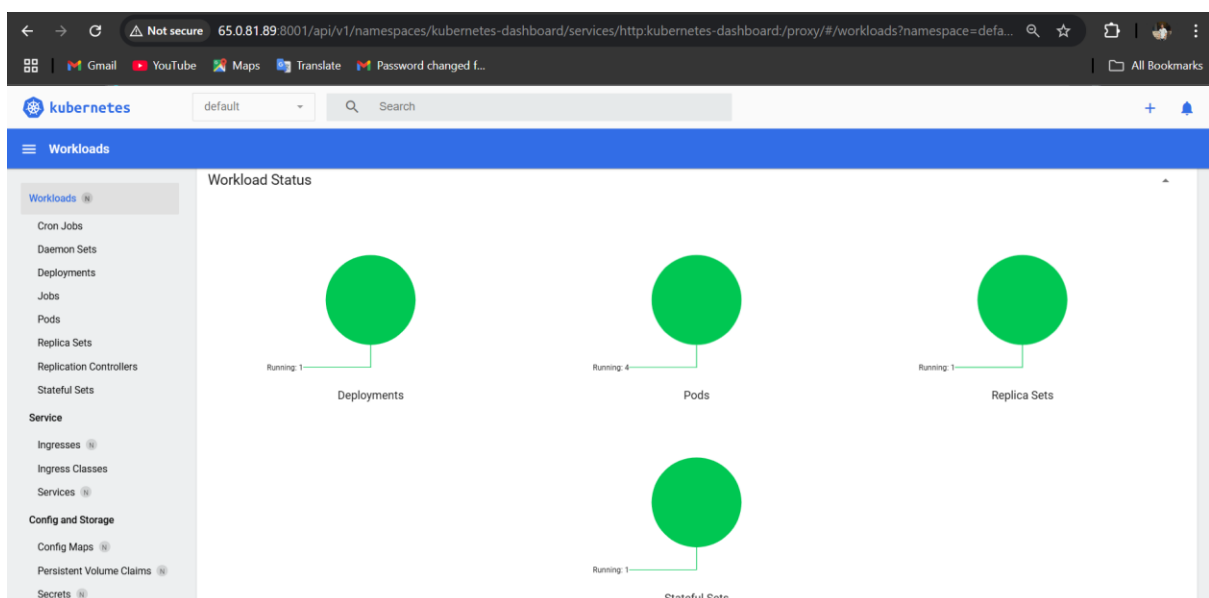 Not secure 65.0.81.89:8001/api/v1/namespaces/kubernetes-dashboard/services/http:kubernetes-dashboard:/proxy/#/workloads?namespace=defa...
Gmail YouTube Maps Translate Password changed f... All Bookmarks
kubernetes default Search
Workloads
Workload Status
Workloads N
Cron Jobs
Daemon Sets
Deployments
Jobs
Pods
Replica Sets
Replication Controllers
Stateful Sets
Service
Ingresses N
Ingress Classes
Services N
Config and Storage
Config Maps N
Persistent Volume Claims N
Secrets N
Running: 1
Deployments
Running: 4
Pods
Running: 1
Replica Sets
Running: 1
Stateful Sets